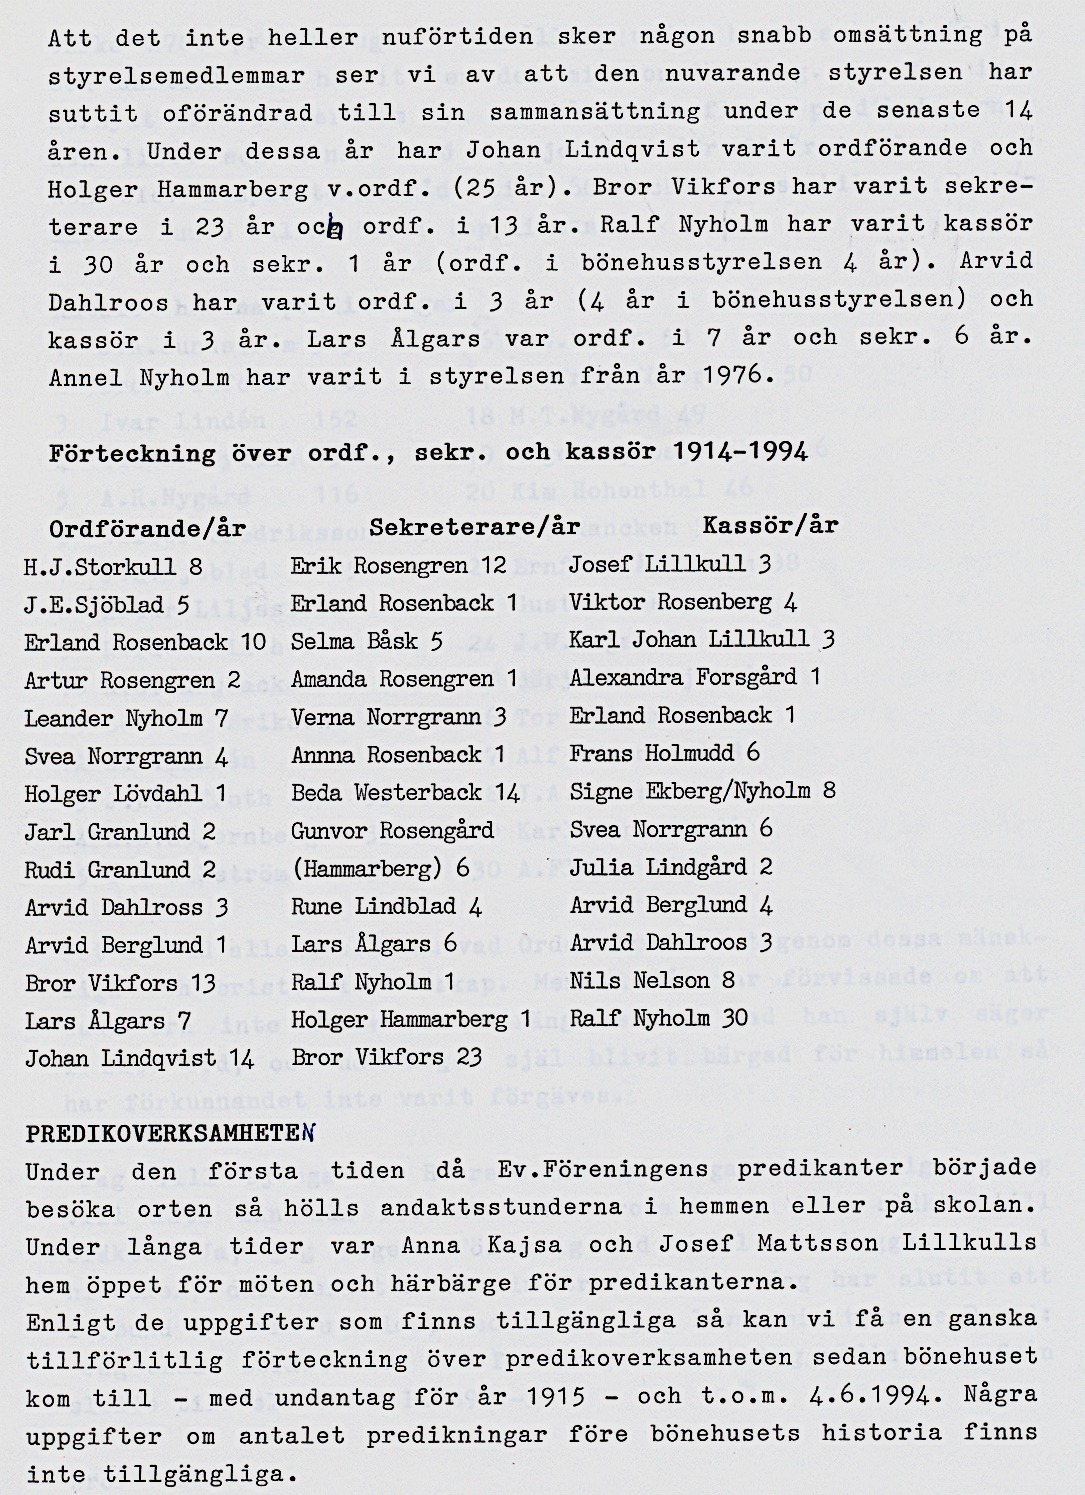 Att det inte heller nuförtiden sker någon snabb omsättning på
styrelsemedlemmar ser vi av att den nuvarande styrelsen har
suttit oförändrad till sin sammansättning under de senaste 14
åren. Under dessa år har Johan Lindqvist varit ordförande och
Holger Hammarberg v.ordf. (25 år). Bror Vikfors har varit sekre-
terare i 23 år och ordf. i 13 år. Ralf Nyholm har varit kassör
i 30 år och sekr. 1 år (ordf. i bönehusstyrelsen 4 år). Arvid
Dahlroos har varit ordf. i 3 år (4 år i bönehusstyrelsen) och
kassör i 3 år. Lars Ålgars var ordf. i 7 år och sekr. 6 år.
Annel Nyholm har varit i styrelsen från år 1976.
Förteckning över ordf., sekr. och kassör 1914-1994
Ordförande/år Sekreterare/år Kassör/år
H.J.Storkull 8 Erik Rosengren 12 Josef Lillkull 3
J.E.Sjöblad 5 Erland Rosenback 1 Viktor Rosenberg 4
Erland Rosenback 10 Selma Båsk 5 Karl Johan Lillkull 3
Artur Rosengren 2 Amanda Rosengren 1 Alexandra Forsgård 1
Leander Nyholm 7 Verna Norrgrann 3 Erland Rosenback 1
Svea Norrgrann 4 Annna Rosenback 1 Frans Holmudd 6
Holger Lövdahl 1 Beda Westerback 14 Signe Ekberg/Nyholm 8
Jarl Granlund 2 Gunvor Rosengård Svea Norrgrann 6
Rudi Granlund 2 (Hammarberg) 6 Julia Lindgård 2
Arvid Dahlross 3 Rune Lindblad 4 Arvid Berglund 4
Arvid Berglund 1 Lars Ålgars 6 Arvid Dahlroos 3
Bror Vikfors 13 Ralf Nyholm 1 Nils Nelson 8
Lars Ålgars 7 Holger Hammarberg 1 Ralf Nyholm 30
Johan Lindqvist 14 Bror Vikfors 23
PREDIKOVERKSAMHETEN
Under den första tiden då Ev.Föreningens predikanter började
besöka orten så hölls andaktsstunderna i hemmen eller på skolan.
Under långa tider var Anna Kajsa och Josef Mattsson Lillkulls
hem öppet för möten och härbärge för predikanterna.
Enligt de uppgifter som finns tillgängliga så kan vi få en ganska
tillförlitlig förteckning över predikoverksamheten sedan bönehuset
kom till - med undantag för år 1915 - och t.o.m. 4.6.1994. Några
uppgifter om antalet predikningar före bönehusets historia finns
inte tillgängliga.